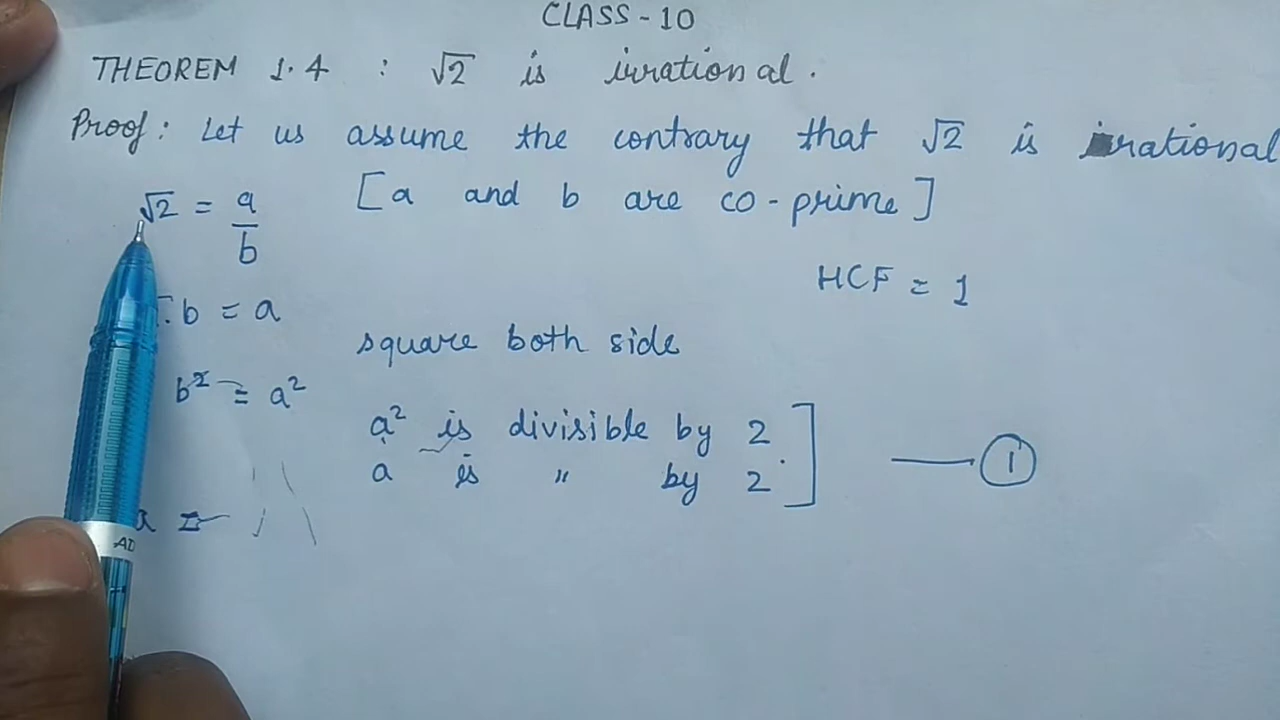 CLASS - 10
THEOREM 1.4 : √2 is irrational.
Proof: Let us assume the contrary that √2 is rational
√2 = a/b [a and b are co-prime]
HCF = 1
b = a
square both side
b² = a²
a² is divisible by 2
a is " by 2.
1
a =
AD